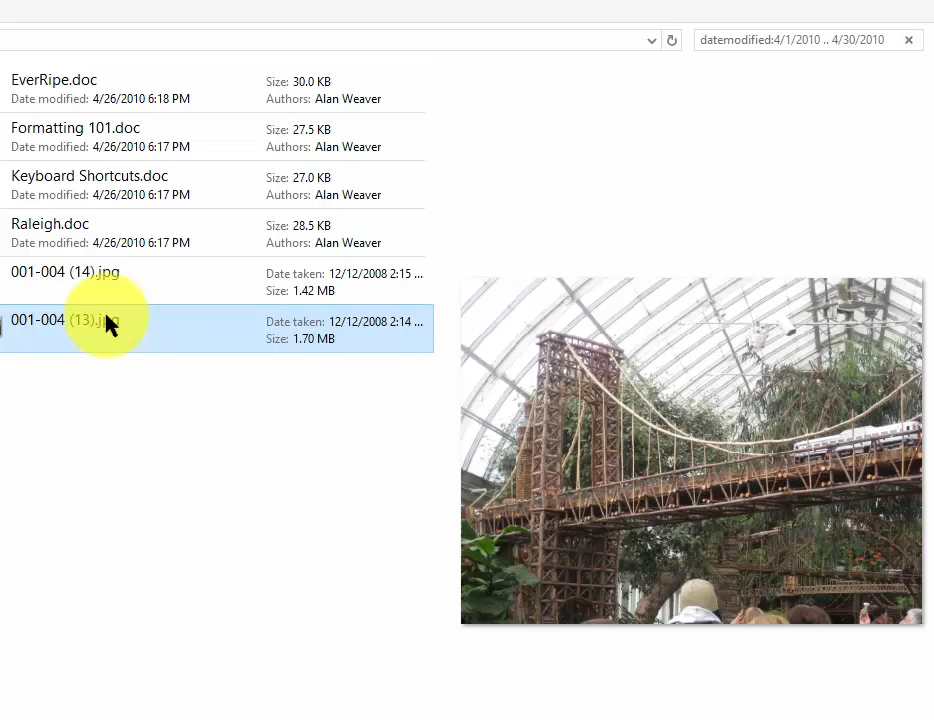 datemodified:4/1/2010 .. 4/30/2010
EverRipe.doc
Size: 30.0 KB
Date modified: 4/26/2010 6:18 PM
Authors: Alan Weaver
Formatting 101.doc
Size: 27.5 KB
Date modified: 4/26/2010 6:17 PM
Authors: Alan Weaver
Keyboard Shortcuts.doc
Size: 27.0 KB
Date modified: 4/26/2010 6:17 PM
Authors: Alan Weaver
Raleigh.doc
Size: 28.5 KB
Date modified: 4/26/2010 6:17 PM
Authors: Alan Weaver
001-004 (14).jpg
Date taken: 12/12/2008 2:15 ...
Size: 1.42 MB
001-004 (13).jpg
Date taken: 12/12/2008 2:14 ...
Size: 1.70 MB